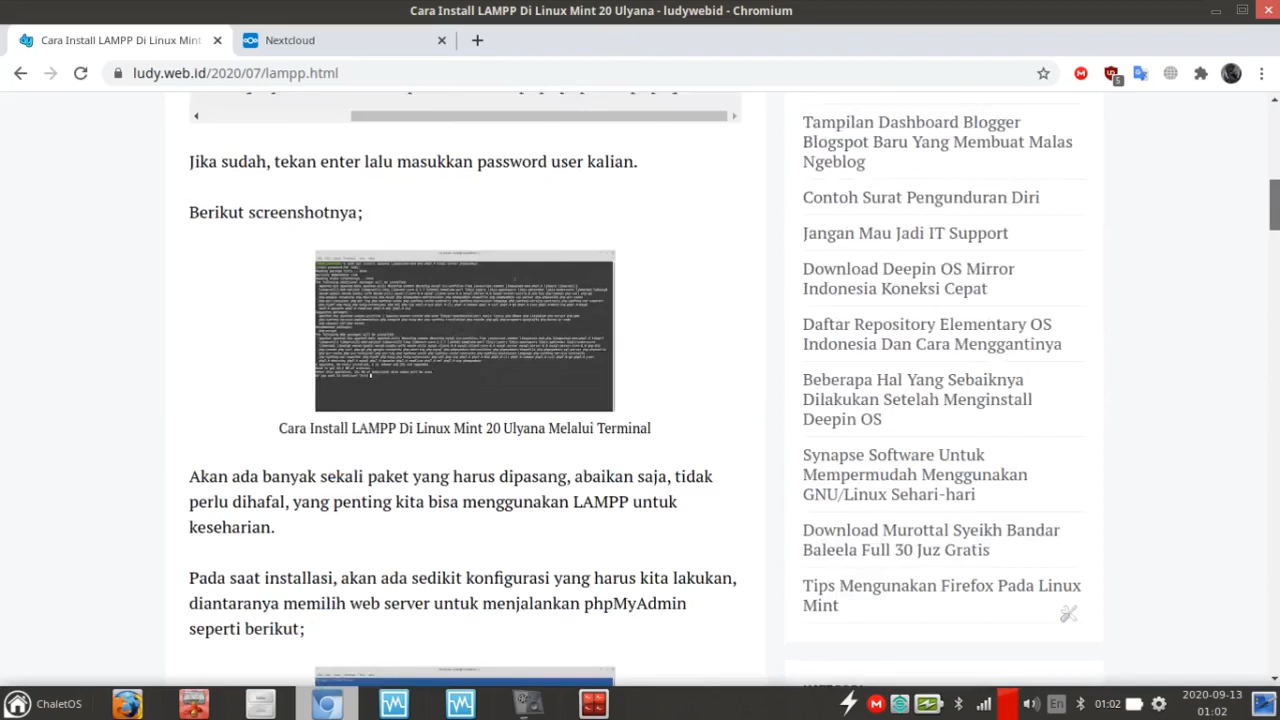 Cara Install LAMPP Di Linux Mint 20 Ulyana - ludywebid - Chromium
Cara Install LAMPP Di Linux Mint
Nextcloud
ludy.web.id/2020/07/lampp.html
5
Jika sudah, tekan enter lalu masukkan password user kalian.
Berikut screenshotnya;
Cara Install LAMPP Di Linux Mint 20 Ulyana Melalui Terminal
Akan ada banyak sekali paket yang harus dipasang, abaikan saja, tidak
perlu dihafal, yang penting kita bisa menggunakan LAMPP untuk
keseharian.
Pada saat installasi, akan ada sedikit konfigurasi yang harus kita lakukan,
diantaranya memilih web server untuk menjalankan phpMyAdmin
seperti berikut;
Tampilan Dashboard Blogger
Blogspot Baru Yang Membuat Malas
Ngeblog
Contoh Surat Pengunduran Diri
Jangan Mau Jadi IT Support
Download Deepin OS Mirror
Indonesia Koneksi Cepat
Daftar Repository Elementary OS
Indonesia Dan Cara Menggantinya
Beberapa Hal Yang Sebaiknya
Dilakukan Setelah Menginstall
Deepin OS
Synapse Software Untuk
Mempermudah Menggunakan
GNU/Linux Sehari-hari
Download Murottal Syeikh Bandar
Baleela Full 30 Juz Gratis
Tips Mengunakan Firefox Pada Linux
Mint
ChaletOS
En
01:02
2020-09-13
01:02